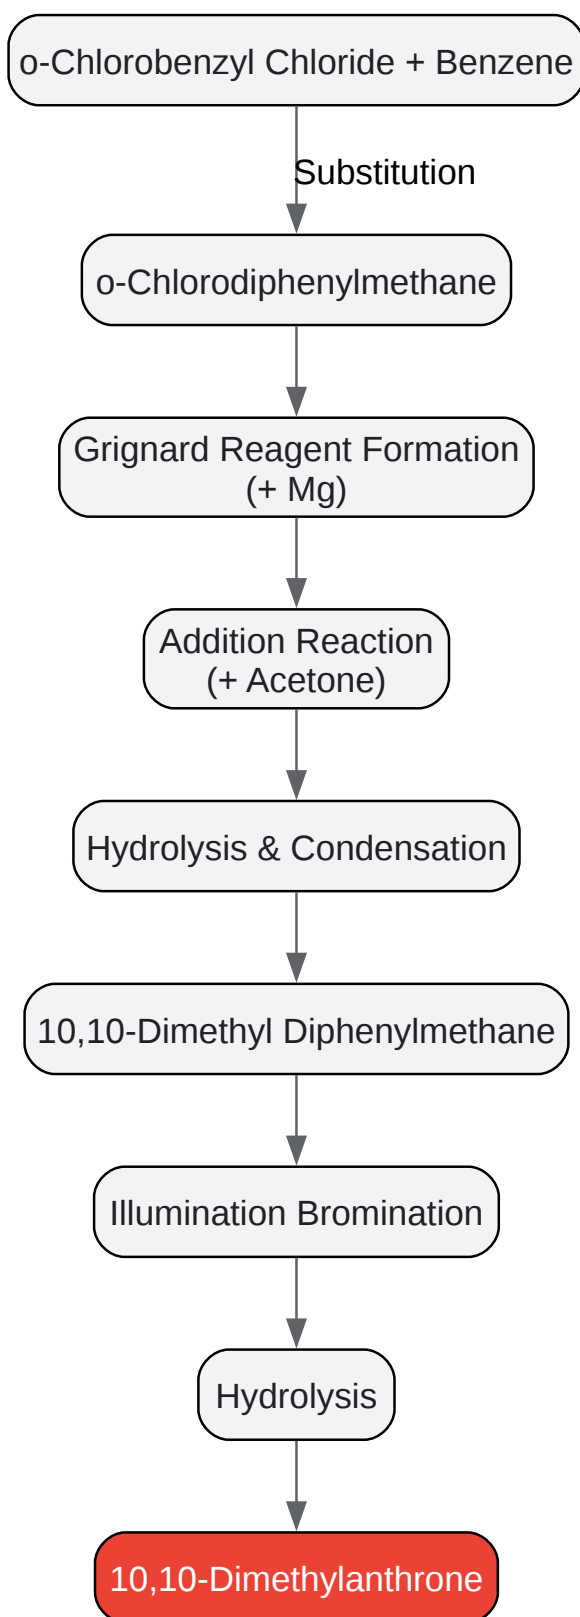 o-Chlorobenzyl Chloride + Benzene
Substitution
o-Chlorodiphenylmethane
Grignard Reagent Formation
(+ Mg)
Addition Reaction
(+ Acetone)
Hydrolysis & Condensation
10,10-Dimethyl Diphenylmethane
Illumination Bromination
Hydrolysis
10,10-Dimethylanthrone